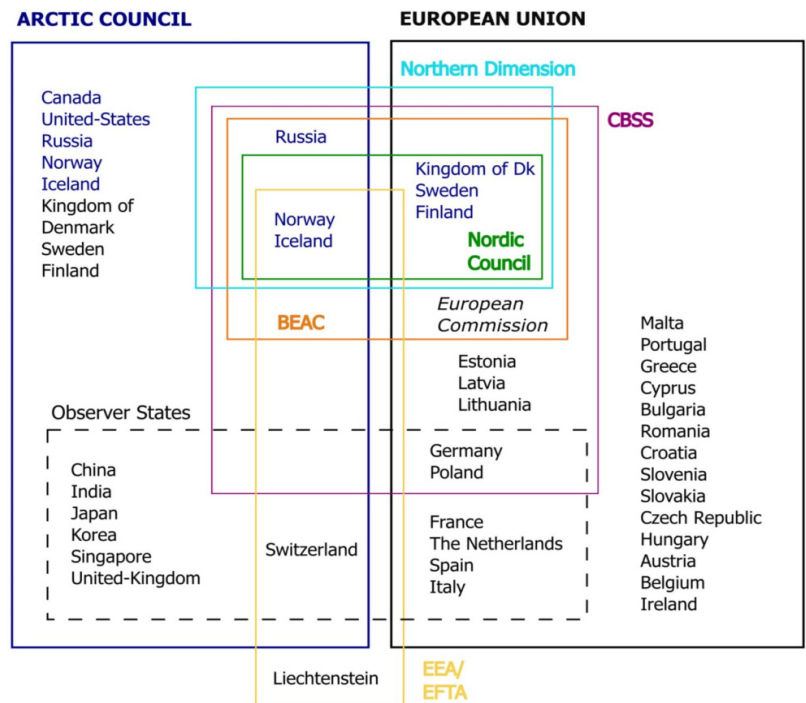 ARCTIC COUNCIL
EUROPEAN UNION
Northern Dimension
CBSS
Canada
United-States
Russia
Norway
Iceland
Kingdom of
Denmark
Sweden
Finland
Russia
Kingdom of Dk
Sweden
Finland
Norway
Iceland
Nordic
Council
BEAC
European
Commission
Estonia
Latvia
Lithuania
Malta
Portugal
Greece
Cyprus
Bulgaria
Romania
Croatia
Slovenia
Slovakia
Czech Republic
Hungary
Austria
Belgium
Ireland
Observer States
China
India
Japan
Korea
Singapore
United-Kingdom
Switzerland
Germany
Poland
France
The Netherlands
Spain
Italy
Liechtenstein
EEA/
EFTA